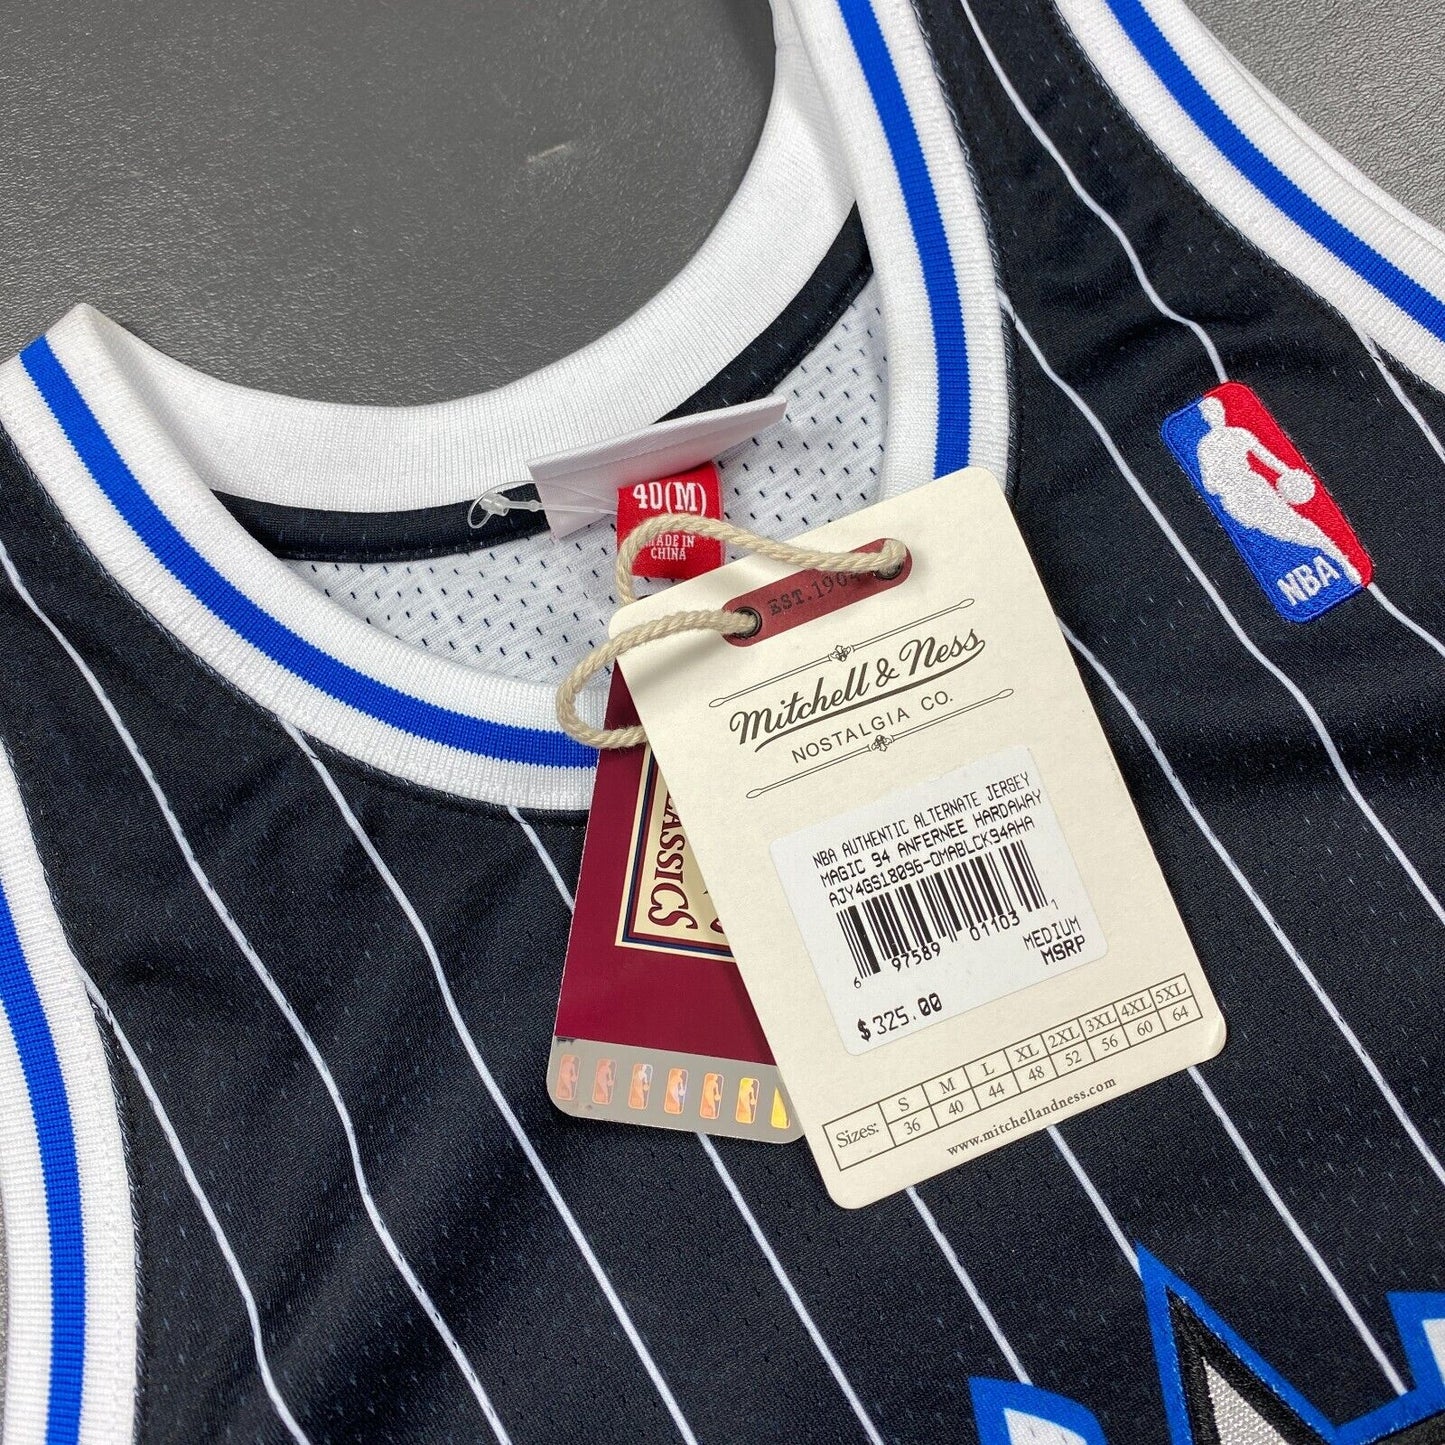 40(M)
MADE IN
CHINA
NBA
EST.1904
Mitchell & Ness
NOSTALGIA CO.
NBA AUTHENTIC ALTERNATE JERSEY
MAGIC 94 ANFERNEE HARDAWAY
AJY4GS18096-OMABLCK94AHA
6 97589 01103 1
MEDIUM
MSRP
$325.00
Sizes: S M L XL 2XL 3XL 4XL 5XL
36 40 44 48 52 56 60 64
www.mitchellandness.com